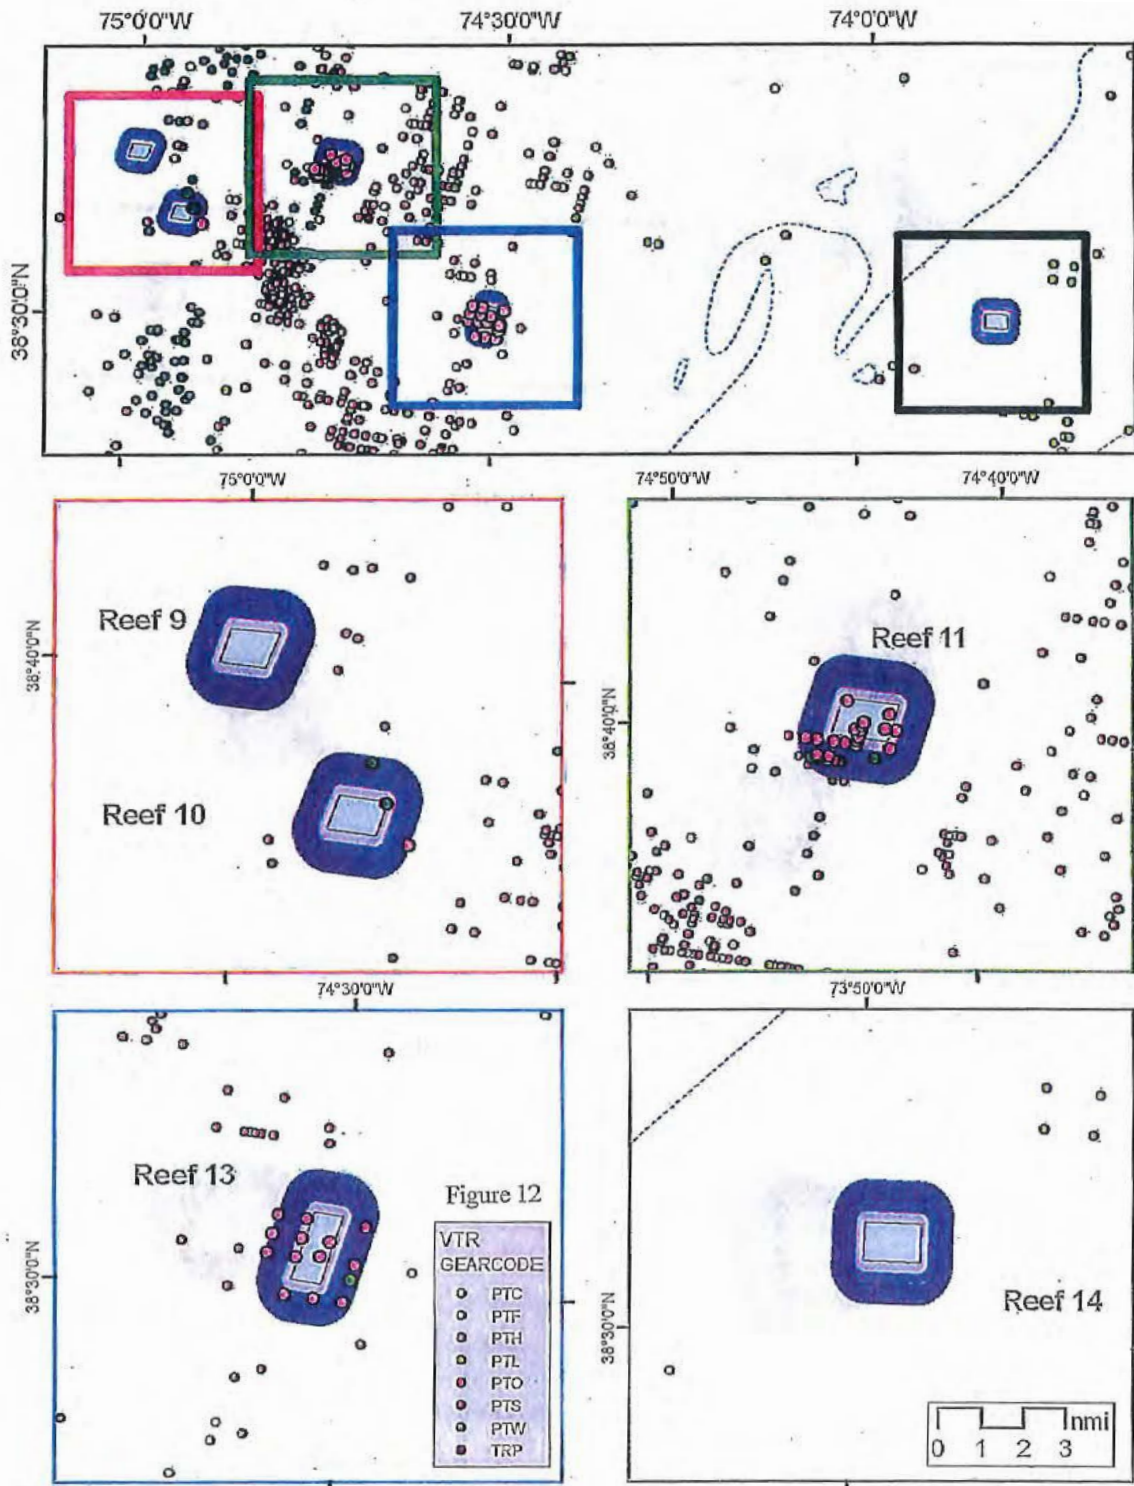 75°0'0"W
74°30'0"W
74°0'0"W
38°30'0"N
75°0'0"W
74°50'0"W
74°40'0"W
38°40'0"N
Reef 9
Reef 10
38°40'0"N
Reef 11
74°30'0"W
73°50'0"W
38°30'0"N
Reef 13
Figure 12
VTR
GEARCODE
PTC
PTF
PTH
PTL
PTO
PTS
PTW
TRP
38°30'0"N
Reef 14
nmi
0 1 2 3